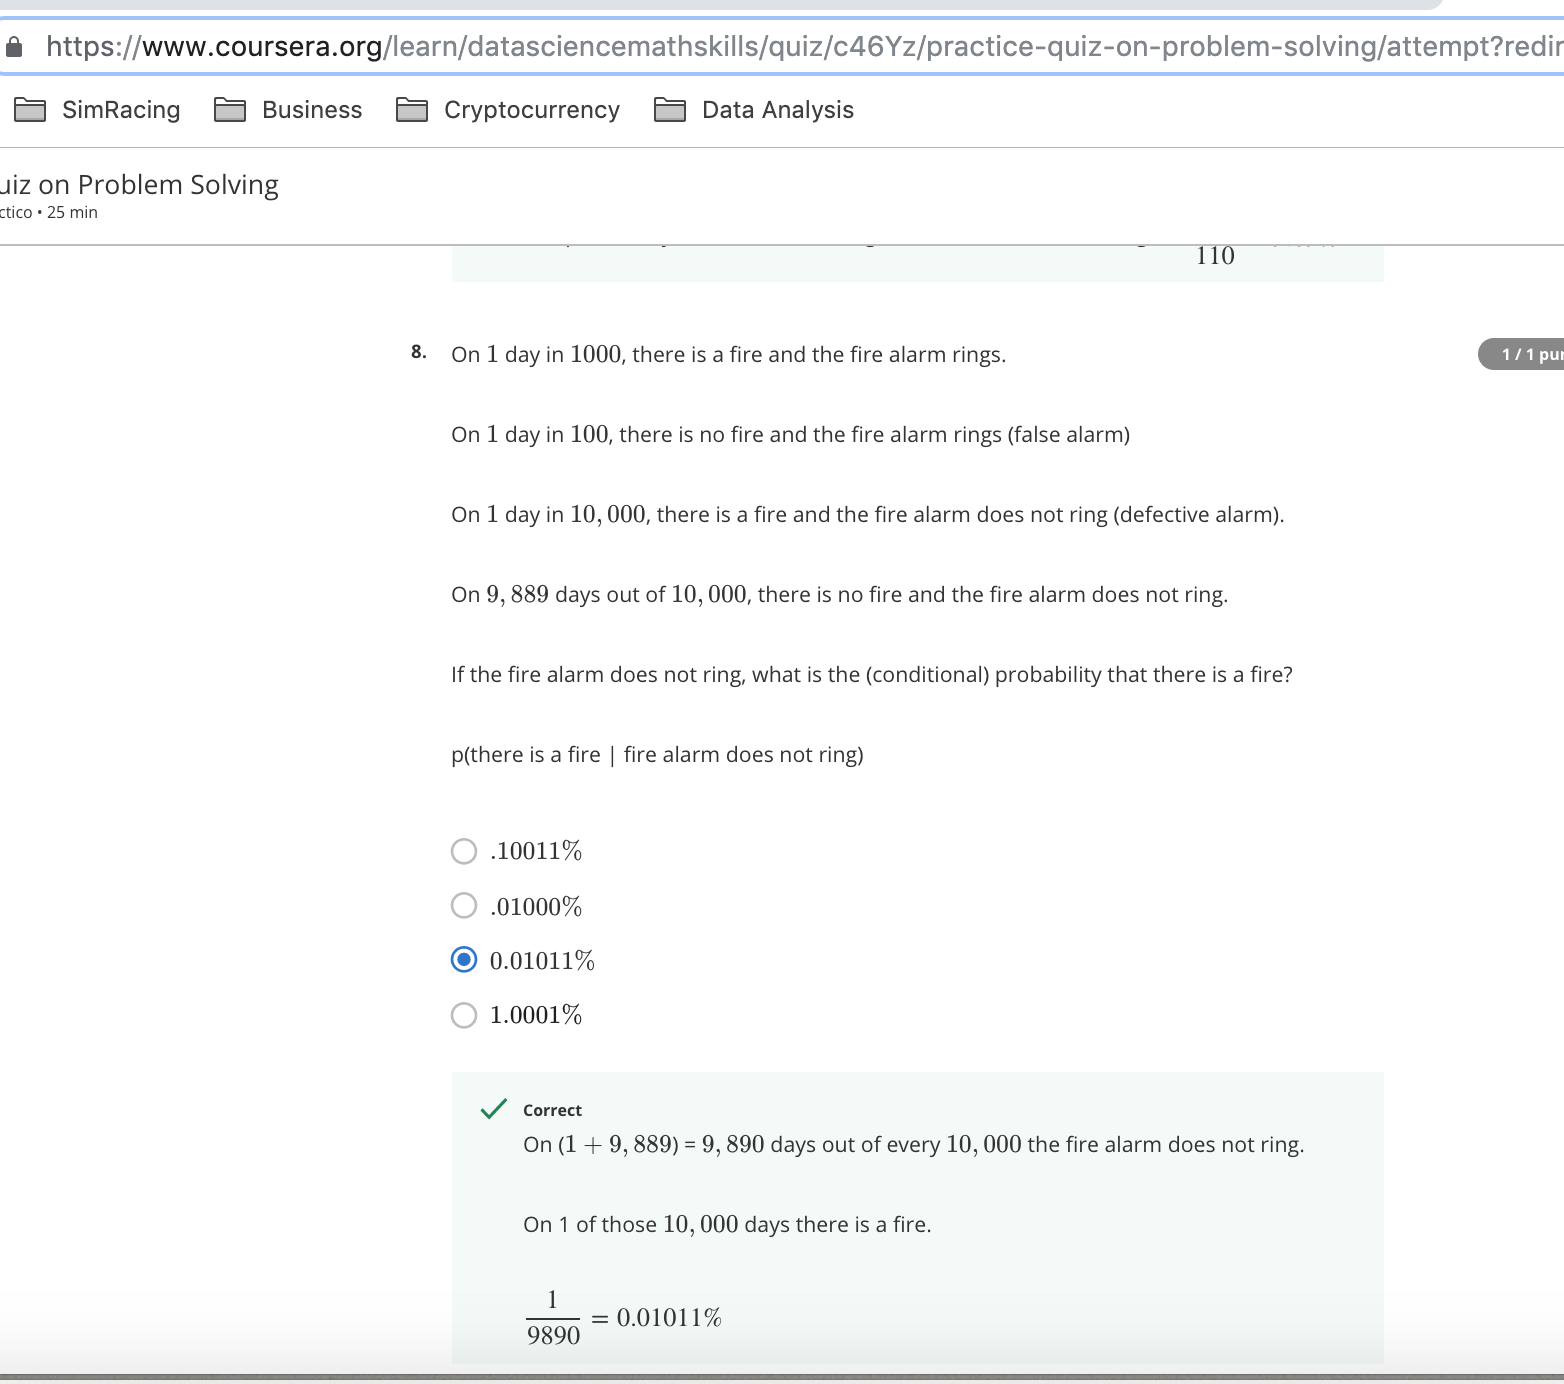 https://www.coursera.org/learn/datasciencemathskills/quiz/c46Yz/practice-quiz-on-problem-solving/attempt?redir
SimRacing Business Cryptocurrency Data Analysis
uiz on Problem Solving
ctico • 25 min
110
8. On 1 day in 1000, there is a fire and the fire alarm rings.
1 / 1 pu
On 1 day in 100, there is no fire and the fire alarm rings (false alarm)
On 1 day in 10, 000, there is a fire and the fire alarm does not ring (defective alarm).
On 9, 889 days out of 10, 000, there is no fire and the fire alarm does not ring.
If the fire alarm does not ring, what is the (conditional) probability that there is a fire?
p(there is a fire | fire alarm does not ring)
.10011%
.01000%
0.01011%
1.0001%
Correct
On (1 + 9, 889) = 9, 890 days out of every 10, 000 the fire alarm does not ring.
On 1 of those 10, 000 days there is a fire.
1
9890
= 0.01011%